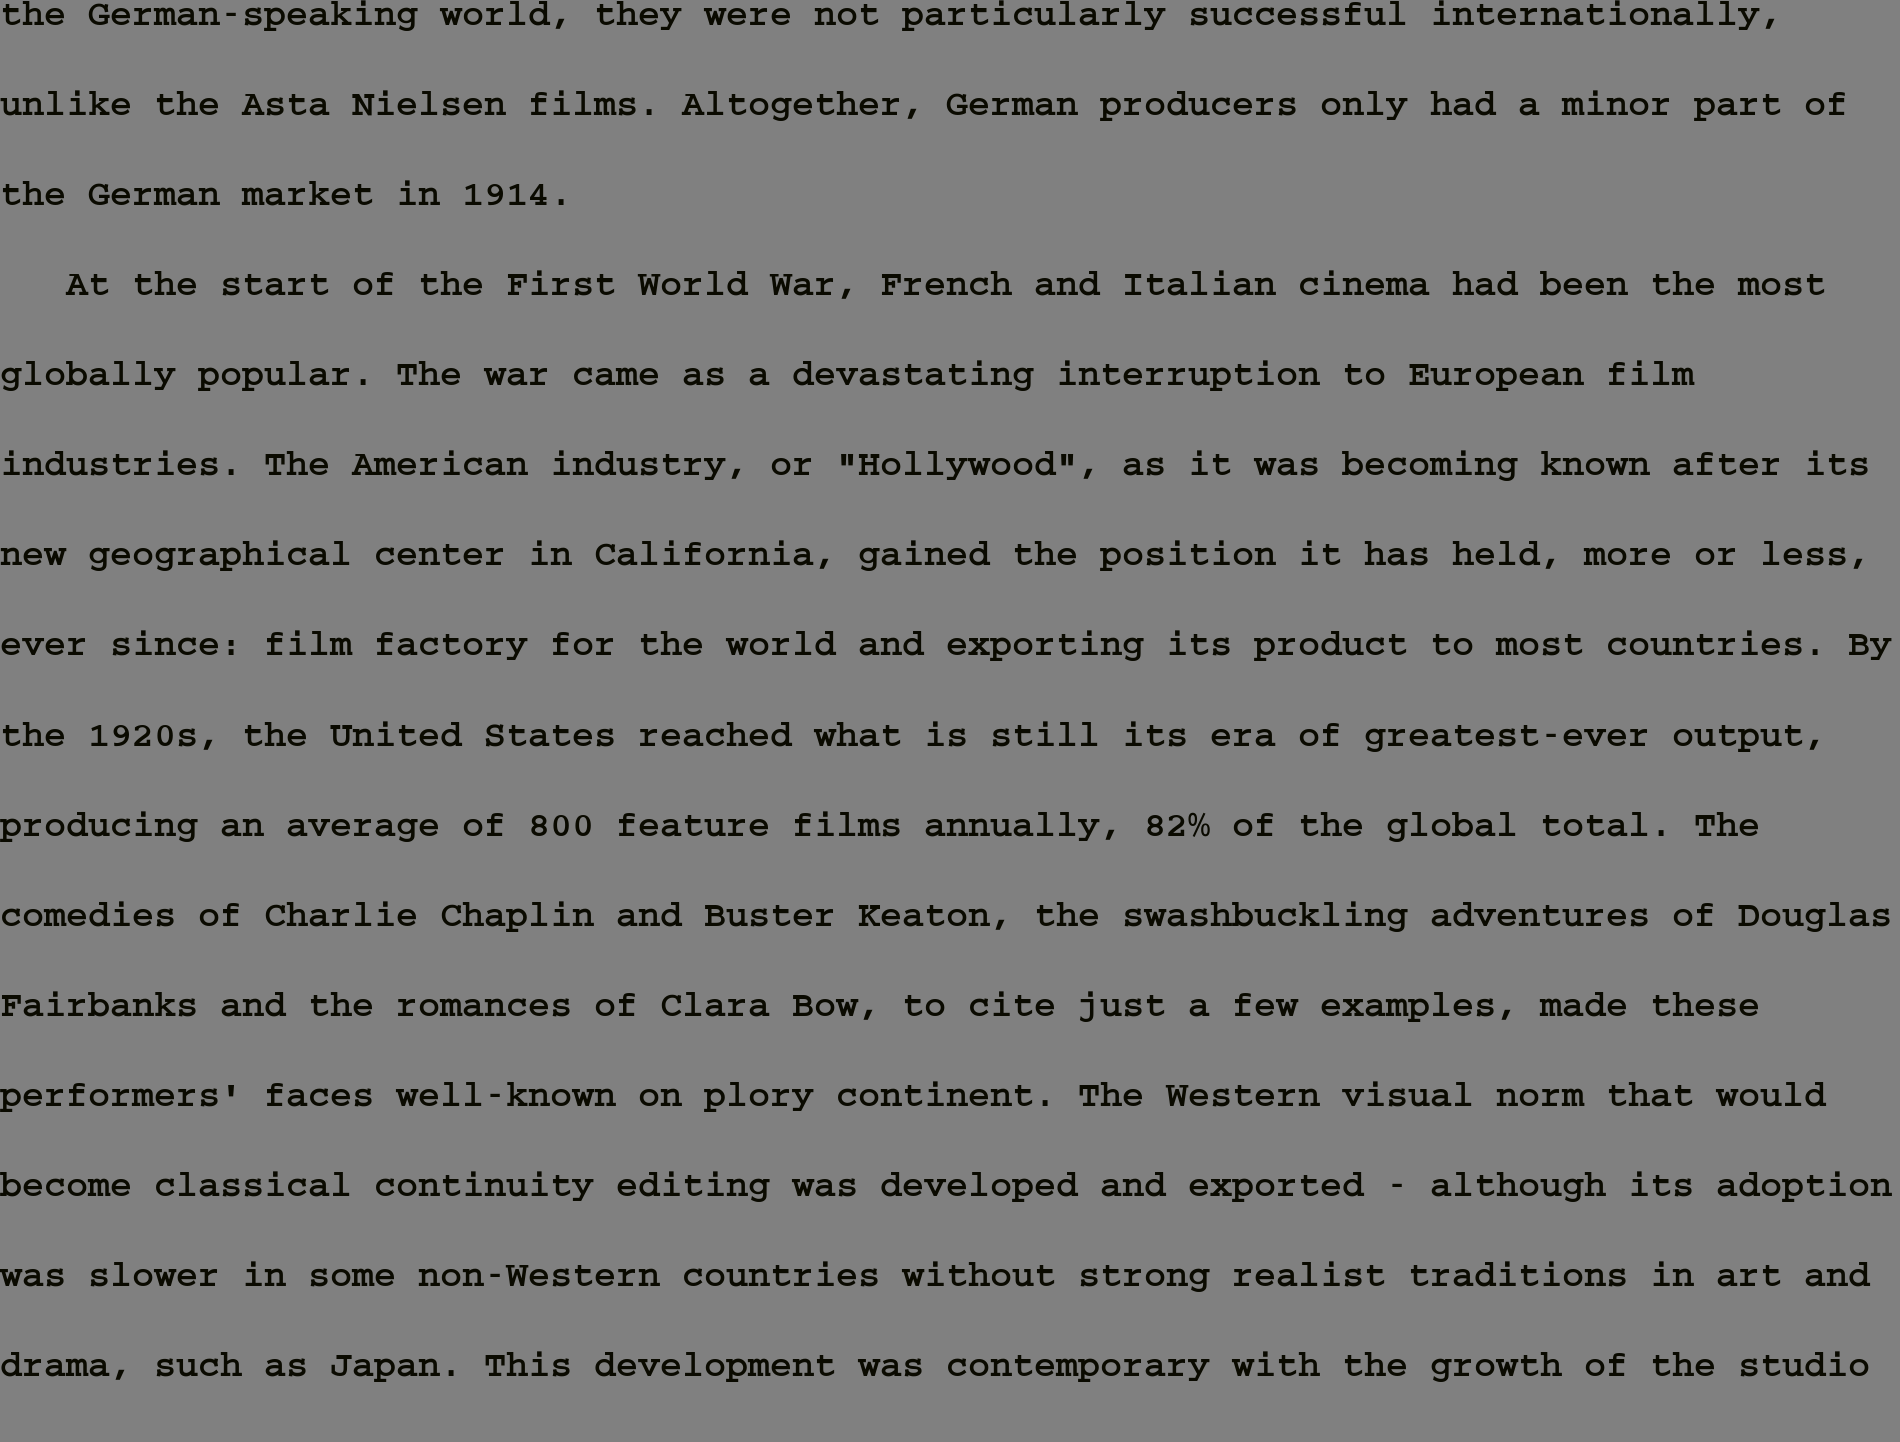 the German-speaking world, they were not particularly successful internationally,
unlike the Asta Nielsen films. Altogether, German producers only had a minor part of
the German market in 1914.
At the start of the First World War, French and Italian cinema had been the most
globally popular. The war came as a devastating interruption to European film
industries. The American industry, or "Hollywood", as it was becoming known after its
new geographical center in California, gained the position it has held, more or less,
ever since: film factory for the world and exporting its product to most countries. By
the 1920s, the United States reached what is still its era of greatest-ever output,
producing an average of 800 feature films annually, 82% of the global total. The
comedies of Charlie Chaplin and Buster Keaton, the swashbuckling adventures of Douglas
Fairbanks and the romances of Clara Bow, to cite just a few examples, made these
performers' faces well-known on plory continent. The Western visual norm that would
become classical continuity editing was developed and exported - although its adoption
was slower in some non-Western countries without strong realist traditions in art and
drama, such as Japan. This development was contemporary with the growth of the studio